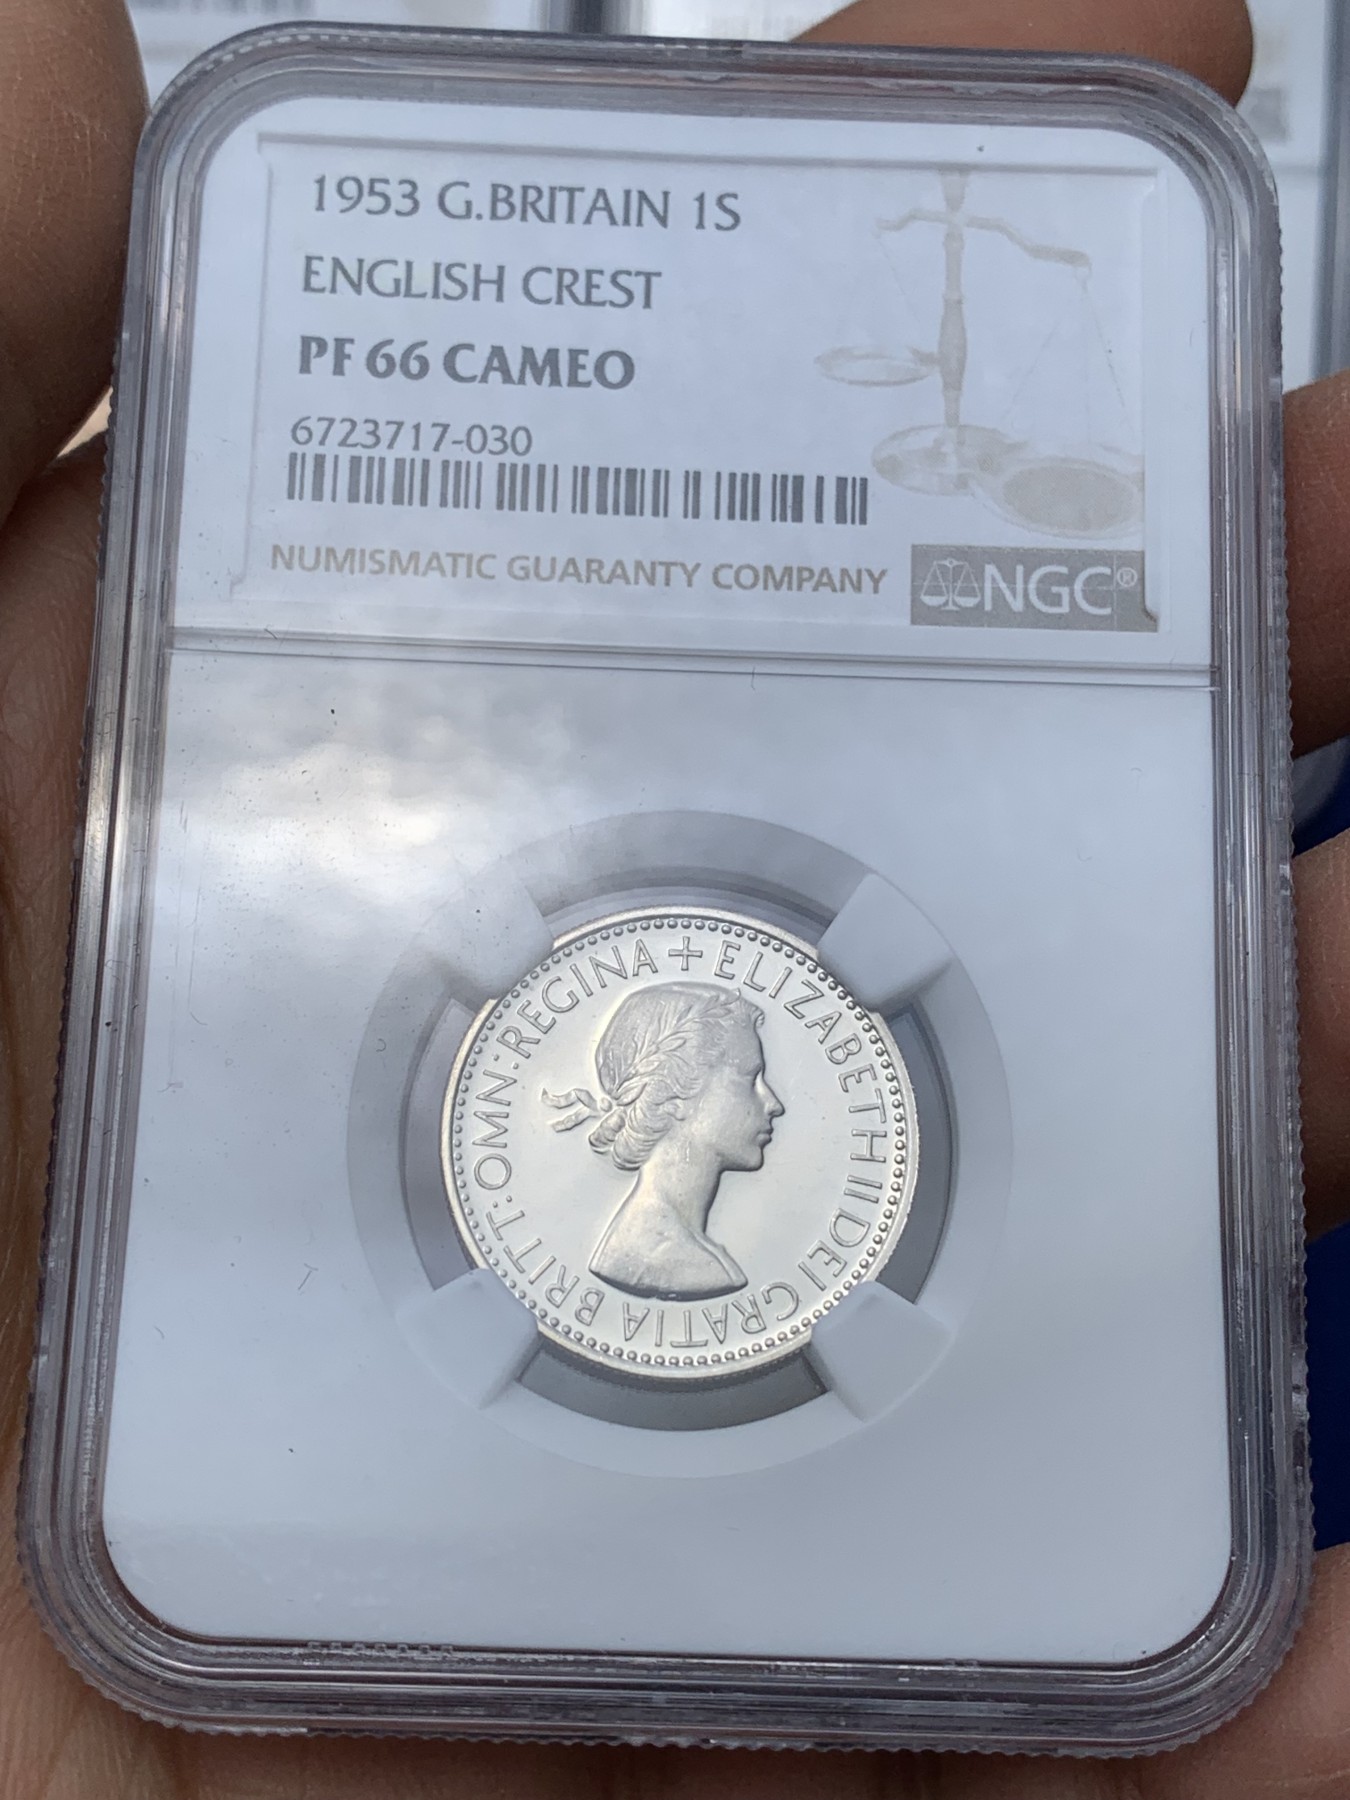 1953 G.BRITAIN 1S
ENGLISH CREST
PF 66 CAMEO
6723717-030
NUMISMATIC GUARANTY COMPANY
NGC®
+ ELIZABETH II DEI GRATIA BRITT:OMN:REGINA